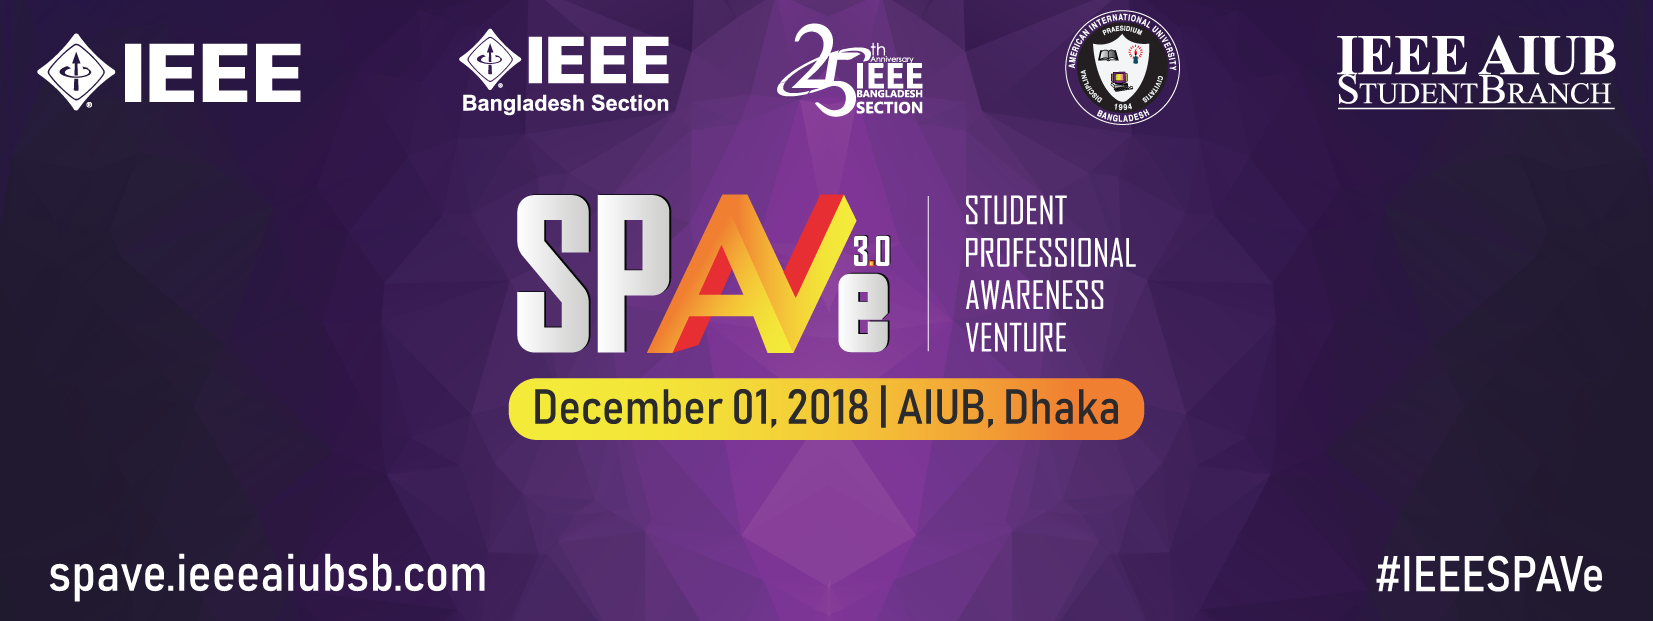 IEEE
IEEE
Bangladesh Section
25th
Anniversary
IEEE
BANGLADESH
SECTION
AMERICAN INTERNATIONAL UNIVERSITY
PRAESIDIUM
DISCIPLINA
CIVITATIS
1994
BANGLADESH
IEEE AIUB
STUDENT BRANCH
SPAVe
3.0
STUDENT
PROFESSIONAL
AWARENESS
VENTURE
December 01, 2018 | AIUB, Dhaka
spave.ieeeaiubsb.com
#IEEESPAVe